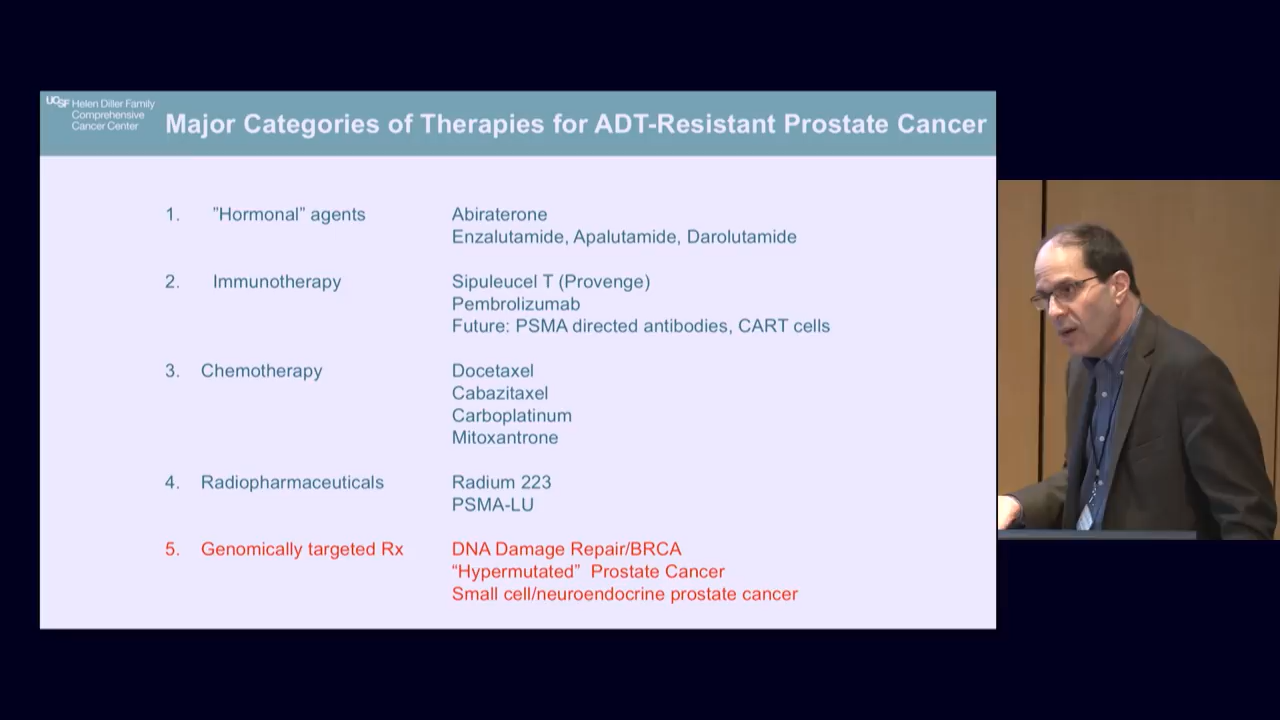 UCSF Helen Diller Family
Comprehensive
Cancer Center
Major Categories of Therapies for ADT-Resistant Prostate Cancer
1. ”Hormonal” agents Abiraterone
Enzalutamide, Apalutamide, Darolutamide
2. Immunotherapy Sipuleucel T (Provenge)
Pembrolizumab
Future: PSMA directed antibodies, CART cells
3. Chemotherapy Docetaxel
Cabazitaxel
Carboplatinum
Mitoxantrone
4. Radiopharmaceuticals Radium 223
PSMA-LU
5. Genomically targeted Rx DNA Damage Repair/BRCA
“Hypermutated” Prostate Cancer
Small cell/neuroendocrine prostate cancer